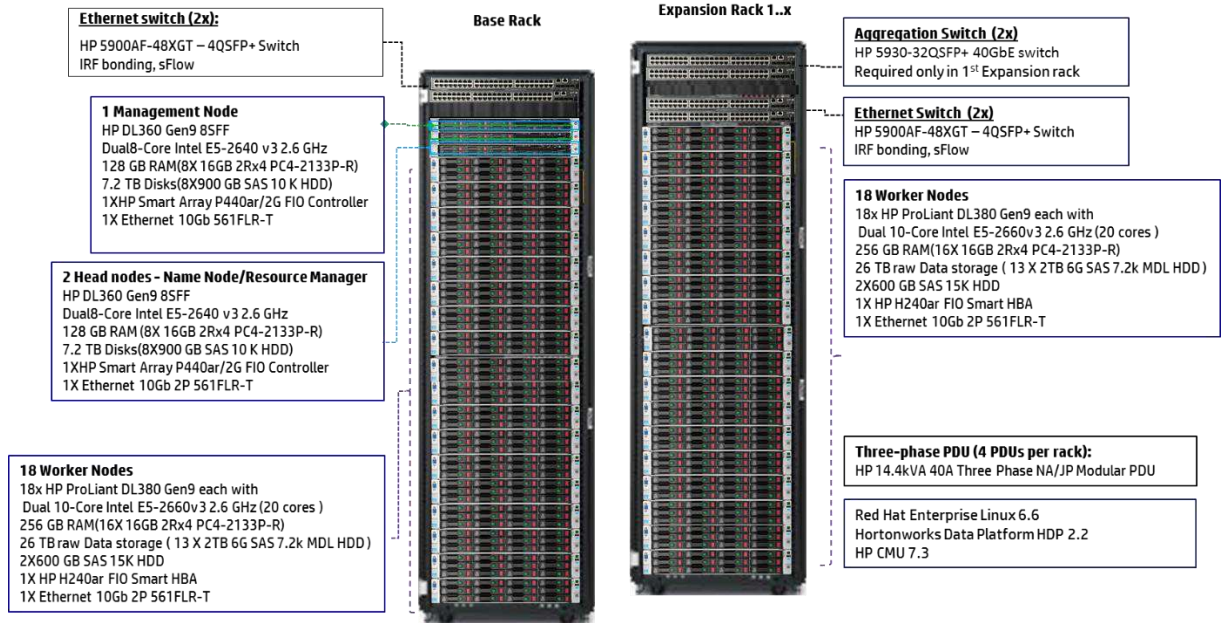 Base Rack
Expansion Rack 1..x
Ethernet switch (2x):
HP 5900AF-48XGT – 4QSFP+ Switch
IRF bonding, sFlow
1 Management Node
HP DL360 Gen9 8SFF
Dual8-Core Intel E5-2640 v3 2.6 GHz
128 GB RAM(8X 16GB 2Rx4 PC4-2133P-R)
7.2 TB Disks(8X900 GB SAS 10 K HDD)
1XHP Smart Array P440ar/2G FIO Controller
1X Ethernet 10Gb 561FLR-T
2 Head nodes - Name Node/Resource Manager
HP DL360 Gen9 8SFF
Dual8-Core Intel E5-2640 v3 2.6 GHz
128 GB RAM (8X 16GB 2Rx4 PC4-2133P-R)
7.2 TB Disks(8X900 GB SAS 10 K HDD)
1XHP Smart Array P440ar/2G FIO Controller
1X Ethernet 10Gb 2P 561FLR-T
18 Worker Nodes
18x HP ProLiant DL380 Gen9 each with
Dual 10-Core Intel E5-2660v3 2.6 GHz (20 cores )
256 GB RAM(16X 16GB 2Rx4 PC4-2133P-R)
26 TB raw Data storage ( 13 X 2TB 6G SAS 7.2k MDL HDD )
2X600 GB SAS 15K HDD
1X HP H240ar FIO Smart HBA
1X Ethernet 10Gb 2P 561FLR-T
Aggregation Switch (2x)
HP 5930-32QSFP+ 40GbE switch
Required only in 1st Expansion rack
Ethernet Switch (2x)
HP 5900AF-48XGT – 4QSFP+ Switch
IRF bonding, sFlow
18 Worker Nodes
18x HP ProLiant DL380 Gen9 each with
Dual 10-Core Intel E5-2660v3 2.6 GHz (20 cores )
256 GB RAM(16X 16GB 2Rx4 PC4-2133P-R)
26 TB raw Data storage ( 13 X 2TB 6G SAS 7.2k MDL HDD )
2X600 GB SAS 15K HDD
1X HP H240ar FIO Smart HBA
1X Ethernet 10Gb 2P 561FLR-T
Three-phase PDU (4 PDUs per rack):
HP 14.4kVA 40A Three Phase NA/JP Modular PDU
Red Hat Enterprise Linux 6.6
Hortonworks Data Platform HDP 2.2
HP CMU 7.3